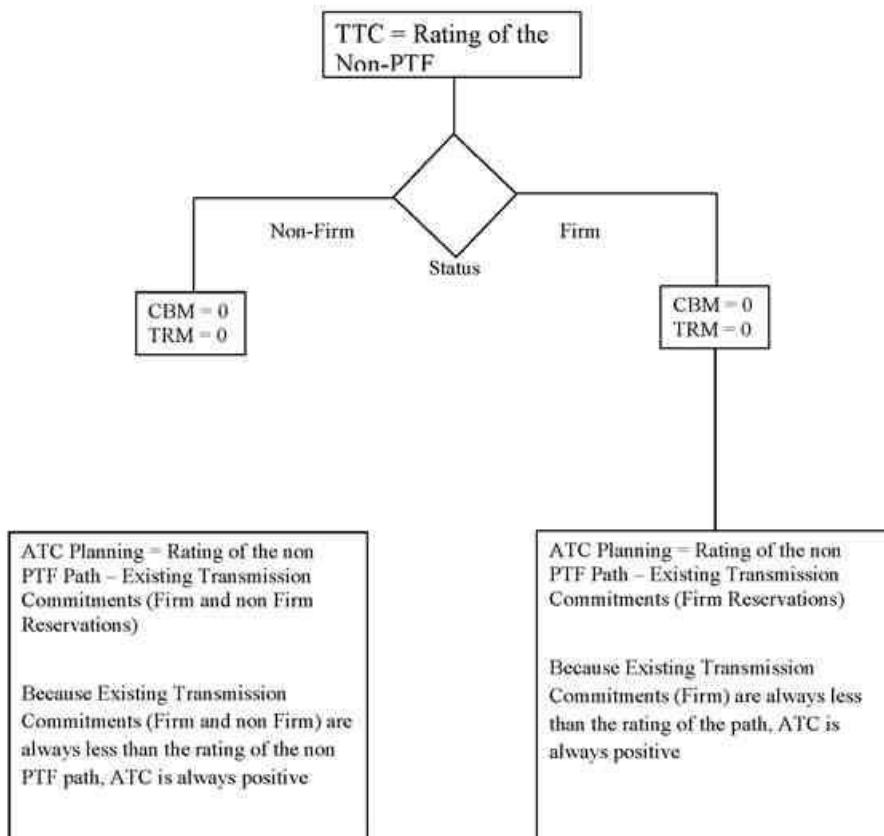 TTC = Rating of the
Non-PTF
Non-Firm
Firm
Status
CBM = 0
TRM = 0
CBM = 0
TRM = 0
ATC Planning = Rating of the non
PTF Path – Existing Transmission
Commitments (Firm and non Firm
Reservations)
Because Existing Transmission
Commitments (Firm and non Firm) are
always less than the rating of the non
PTF path, ATC is always positive
ATC Planning = Rating of the non
PTF Path – Existing Transmission
Commitments (Firm Reservations)
Because Existing Transmission
Commitments (Firm) are always less
than the rating of the path, ATC is
always positive